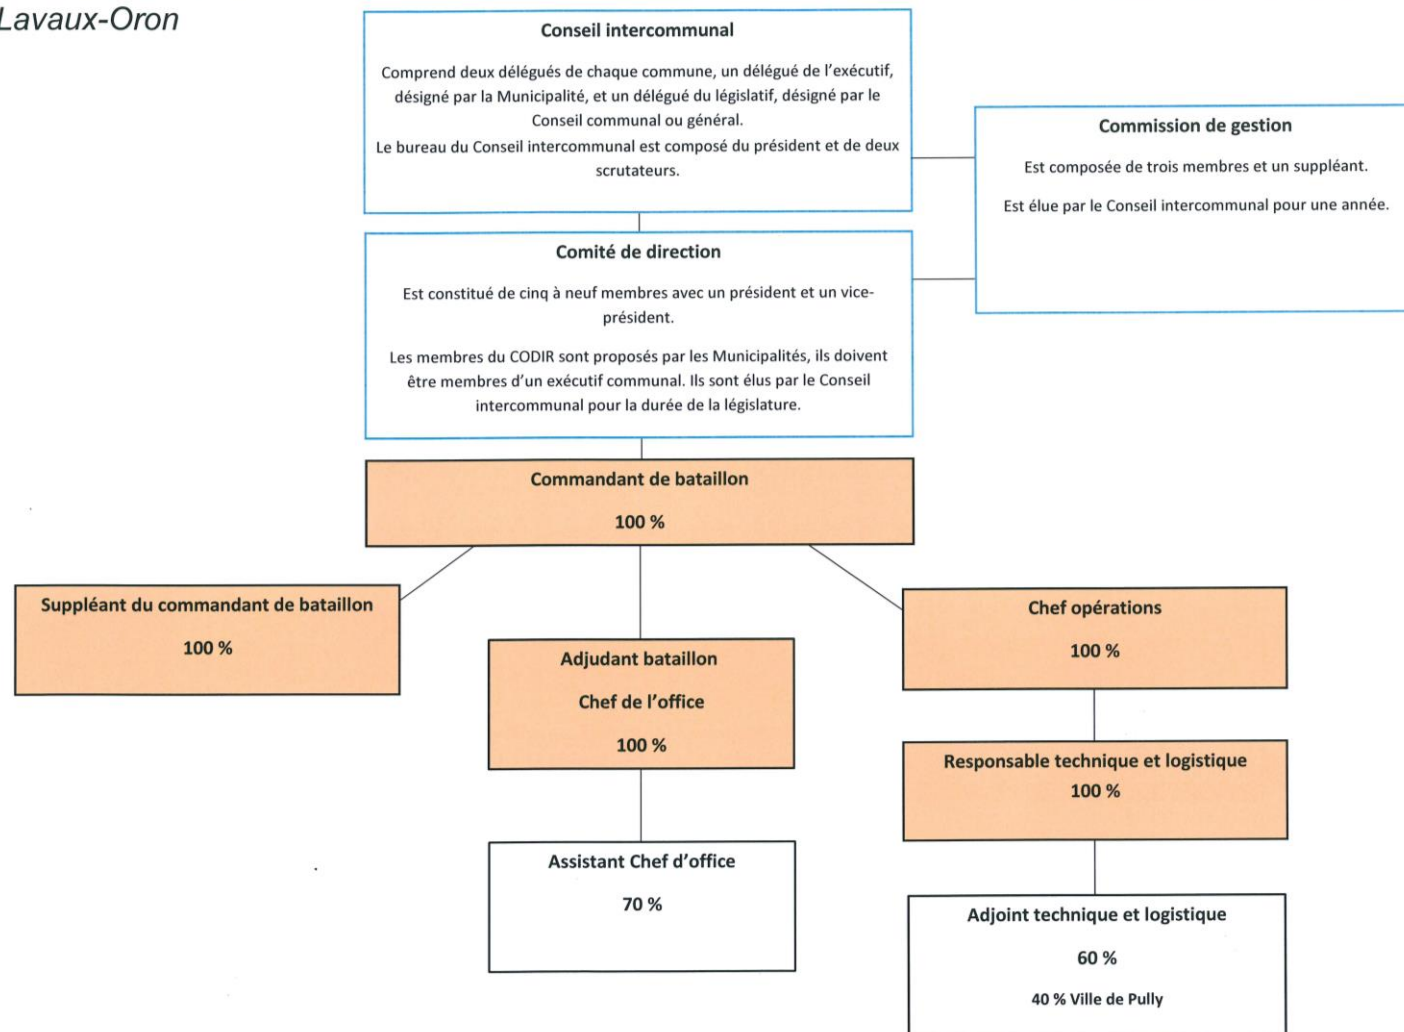 Lavaux-Oron
Conseil intercommunal
Comprend deux délégués de chaque commune, un délégué de l'exécutif,
désigné par la Municipalité, et un délégué du législatif, désigné par le
Conseil communal ou général.
Le bureau du Conseil intercommunal est composé du président et de deux
scrutateurs.
Commission de gestion
Est composée de trois membres et un suppléant.
Est élue par le Conseil intercommunal pour une année.
Comité de direction
Est constitué de cinq à neuf membres avec un président et un vice-
président.
Les membres du CODIR sont proposés par les Municipalités, ils doivent
être membres d'un exécutif communal. Ils sont élus par le Conseil
intercommunal pour la durée de la législature.
Commandant de bataillon
100 %
Suppléant du commandant de bataillon
100 %
Adjudant bataillon
Chef de l'office
100 %
Assistant Chef d'office
70 %
Chef opérations
100 %
Responsable technique et logistique
100 %
Adjoint technique et logistique
60 %
40 % Ville de Pully